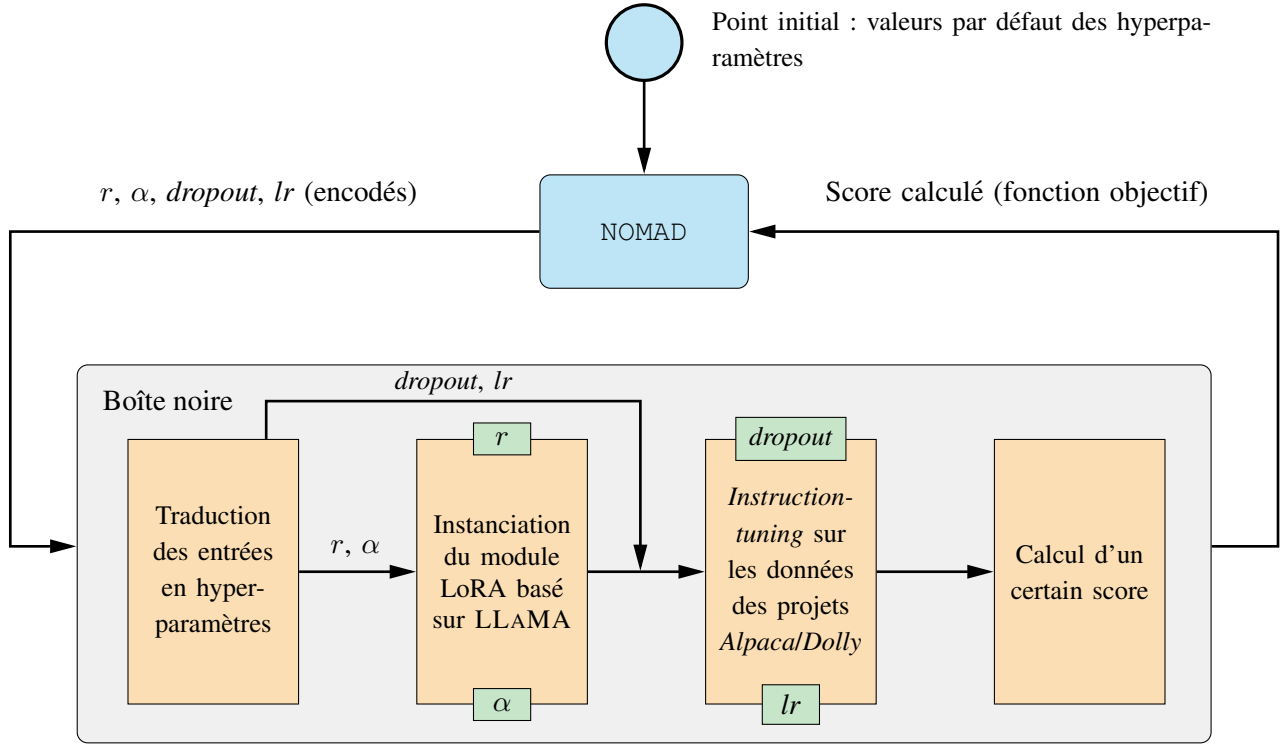 Point initial : valeurs par défaut des hyperpa-
ramètres
r, α, dropout, lr (encodés)
Score calculé (fonction objectif)
NOMAD
dropout, lr
Boîte noire
r
dropout
Traduction
des entrées
en hyper-
paramètres
r, α
Instanciation
du module
LoRA basé
sur LLAMA
Instruction-
tuning sur
les données
des projets
Alpaca/Dolly
Calcul d'un
certain score
α
lr